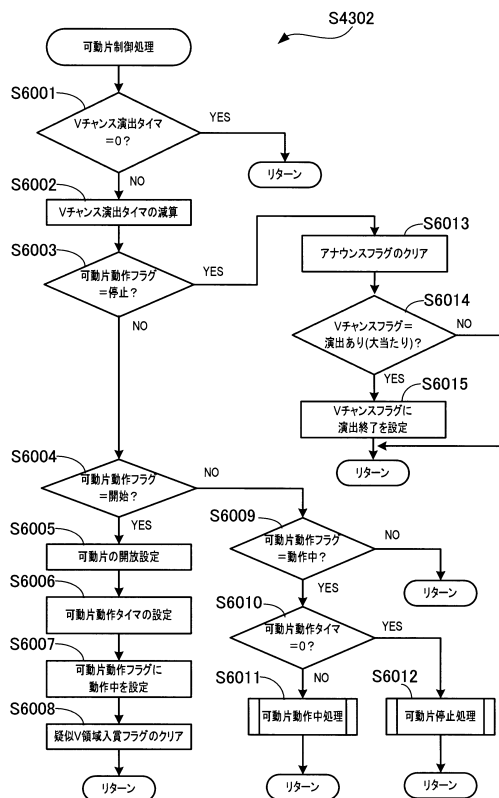 S4302
可動片制御処理
S6001
Vチャンス演出タイマ
=0?
YES
リターン
NO
S6002
Vチャンス演出タイマの減算
S6003
可動片動作フラグ
=停止?
YES
NO
S6013
アナウンスフラグのクリア
S6014
Vチャンスフラグ=
演出あり(大当たり)?
NO
YES
S6015
Vチャンスフラグに
演出終了を設定
リターン
S6004
可動片動作フラグ
=開始?
NO
YES
S6005
可動片の開放設定
S6006
可動片動作タイマの設定
S6007
可動片動作フラグに
動作中を設定
S6008
疑似V領域入賞フラグのクリア
リターン
S6009
可動片動作フラグ
=動作中?
NO
リターン
YES
S6010
可動片動作タイマ
=0?
YES
NO
S6011
可動片動作中処理
リターン
S6012
可動片停止処理
リターン